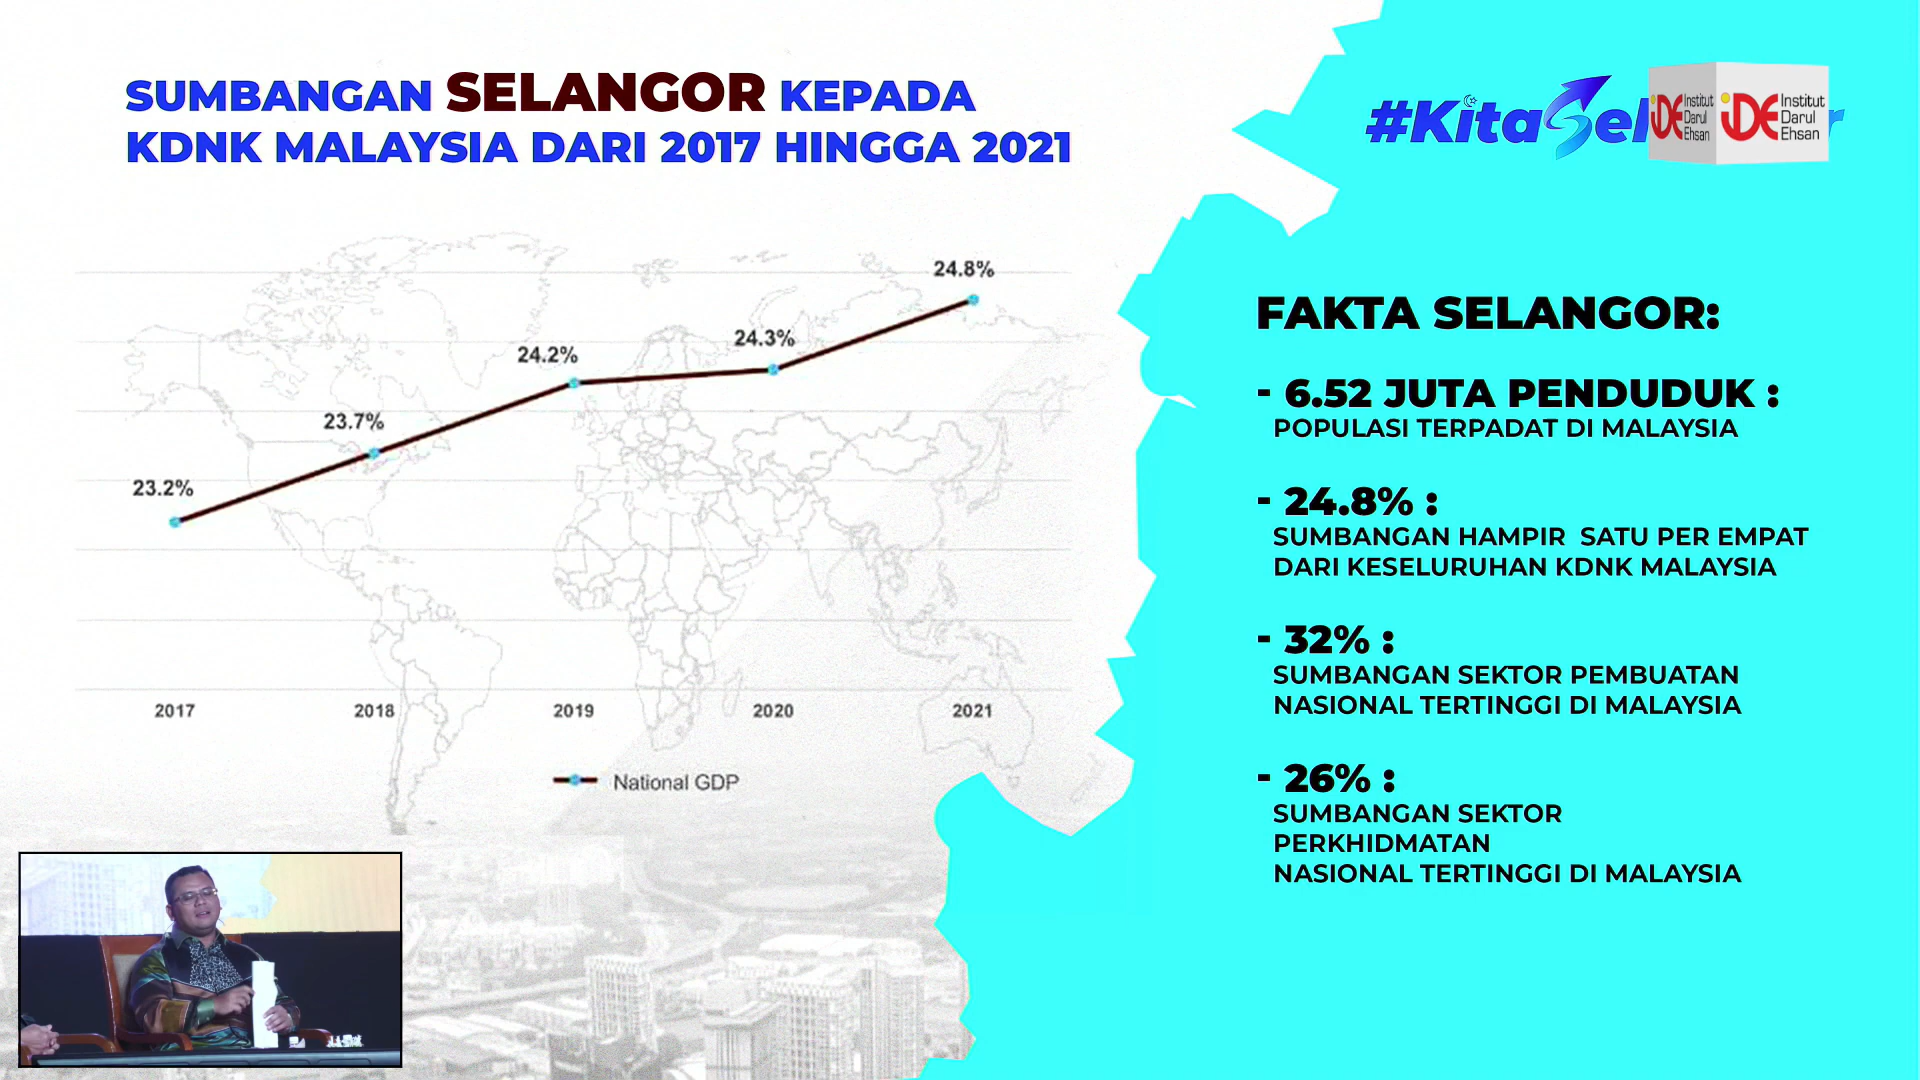 SUMBANGAN SELANGOR KEPADA
KDNK MALAYSIA DARI 2017 HINGGA 2021
#KitaSel
r
iDE Institut
Darul
Ehsan
iDE Institut
Darul
Ehsan
24.8%
24.3%
24.2%
23.7%
23.2%
2017 2018 2019 2020 2021
National GDP
FAKTA SELANGOR:
- 6.52 JUTA PENDUDUK :
POPULASI TERPADAT DI MALAYSIA
- 24.8% :
SUMBANGAN HAMPIR SATU PER EMPAT
DARI KESELURUHAN KDNK MALAYSIA
- 32% :
SUMBANGAN SEKTOR PEMBUATAN
NASIONAL TERTINGGI DI MALAYSIA
- 26% :
SUMBANGAN SEKTOR
PERKHIDMATAN
NASIONAL TERTINGGI DI MALAYSIA